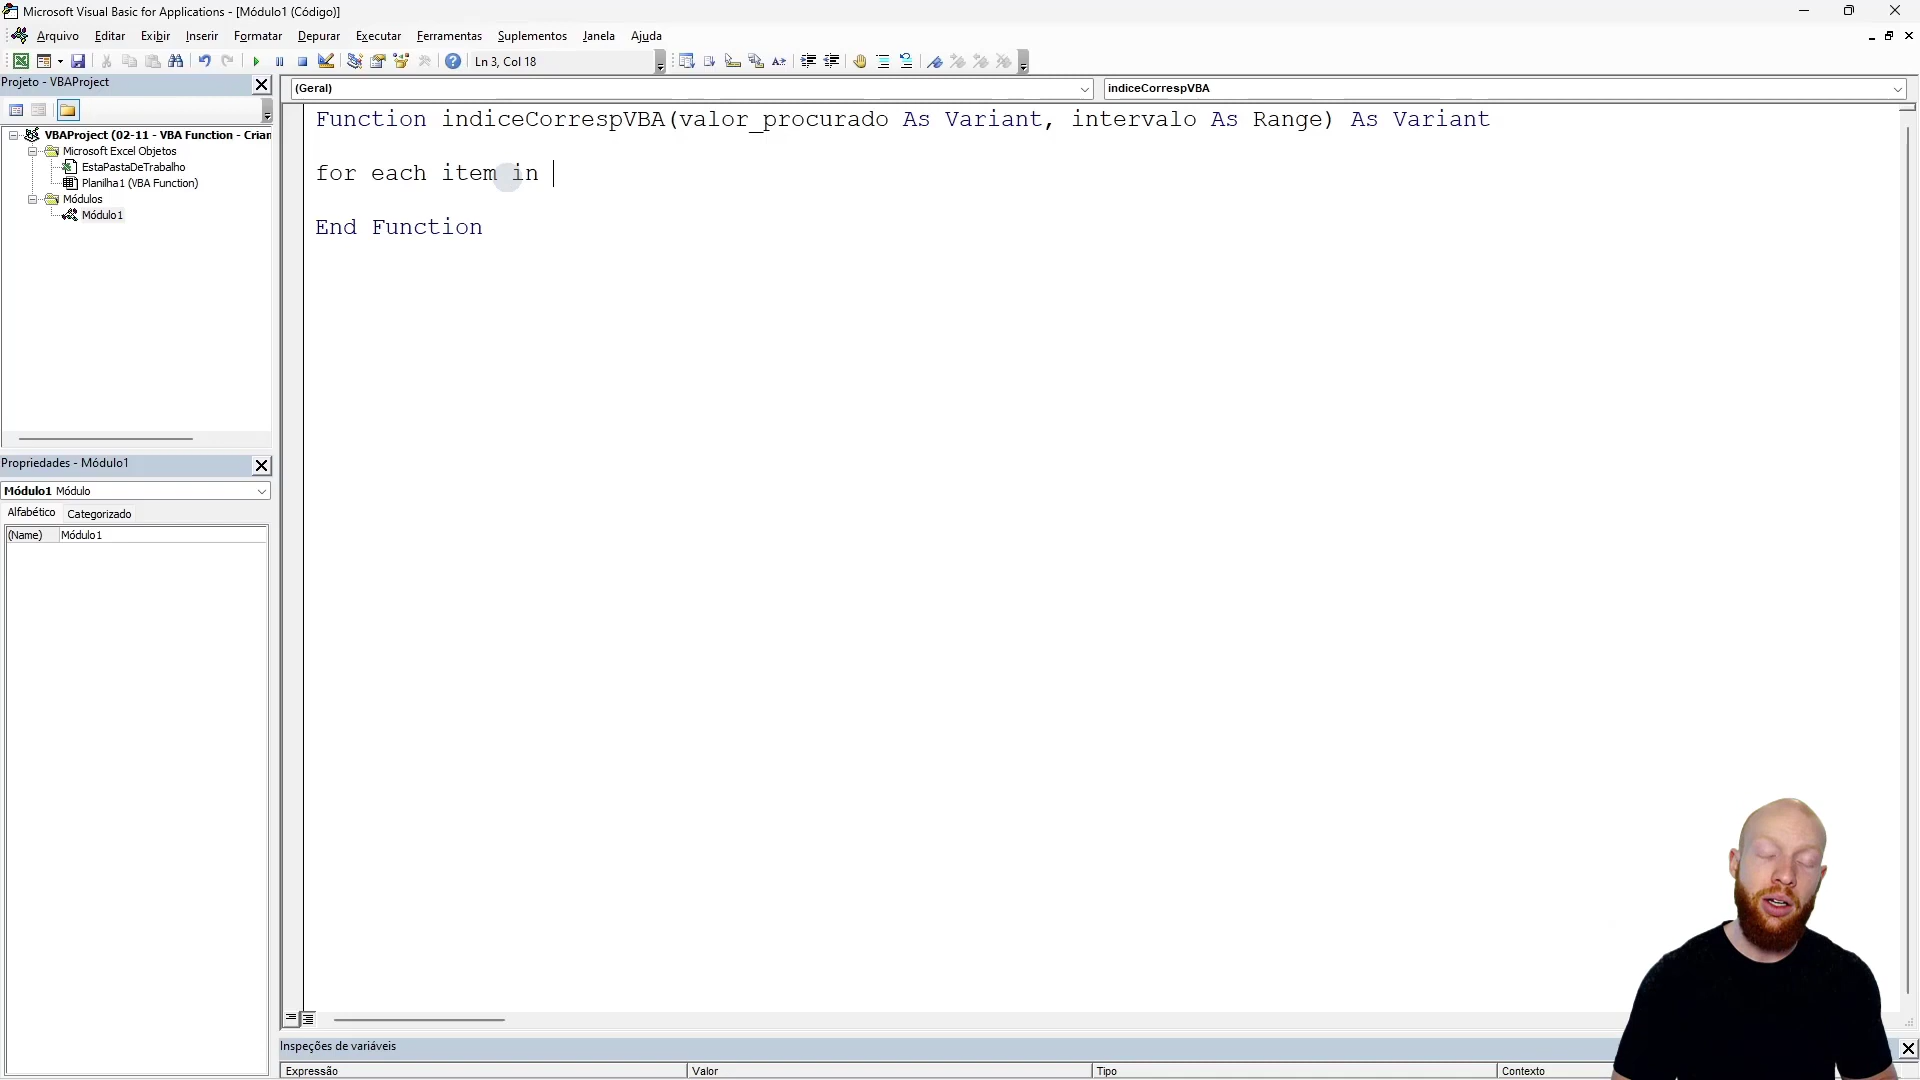 Microsoft Visual Basic for Applications - [Módulo1 (Código)]
Arquivo Editar Exibir Inserir Formatar Depurar Executar Ferramentas Suplementos Janela Ajuda
Ln 3, Col 18
Projeto - VBAProject
(Geral)
indiceCorrespVBA
VBAProject (02-11 - VBA Function - Criar
Microsoft Excel Objetos
EstaPastaDeTrabalho
Planilha1 (VBA Function)
Módulos
Módulo1
Function indiceCorrespVBA(valor_procurado As Variant, intervalo As Range) As Variant
for each item in
End Function
Propriedades - Módulo1
Módulo1 Módulo
Alfabético Categorizado
(Name) Módulo1
Inspeções de variáveis
Expressão Valor Tipo Contexto